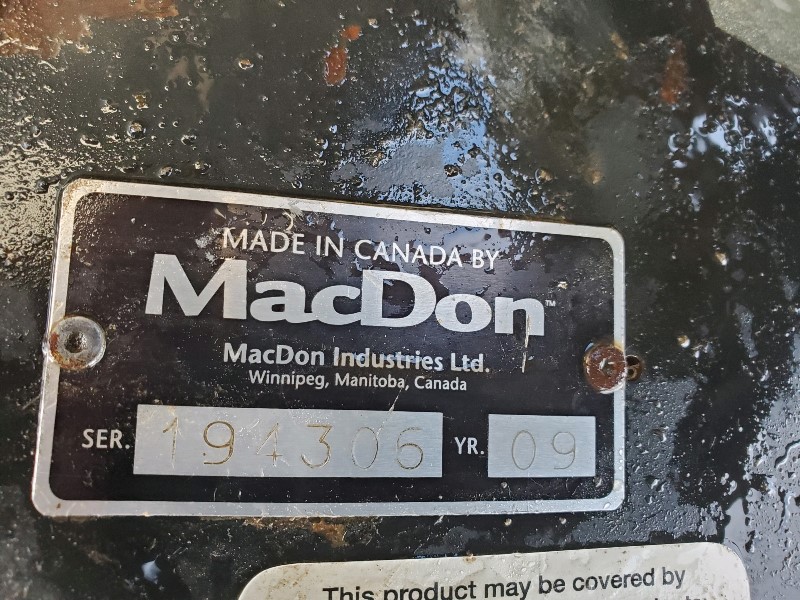 MADE IN CANADA BY
MacDon™
MacDon Industries Ltd.
Winnipeg, Manitoba, Canada
SER. 194306 YR. 09
This product may be covered by